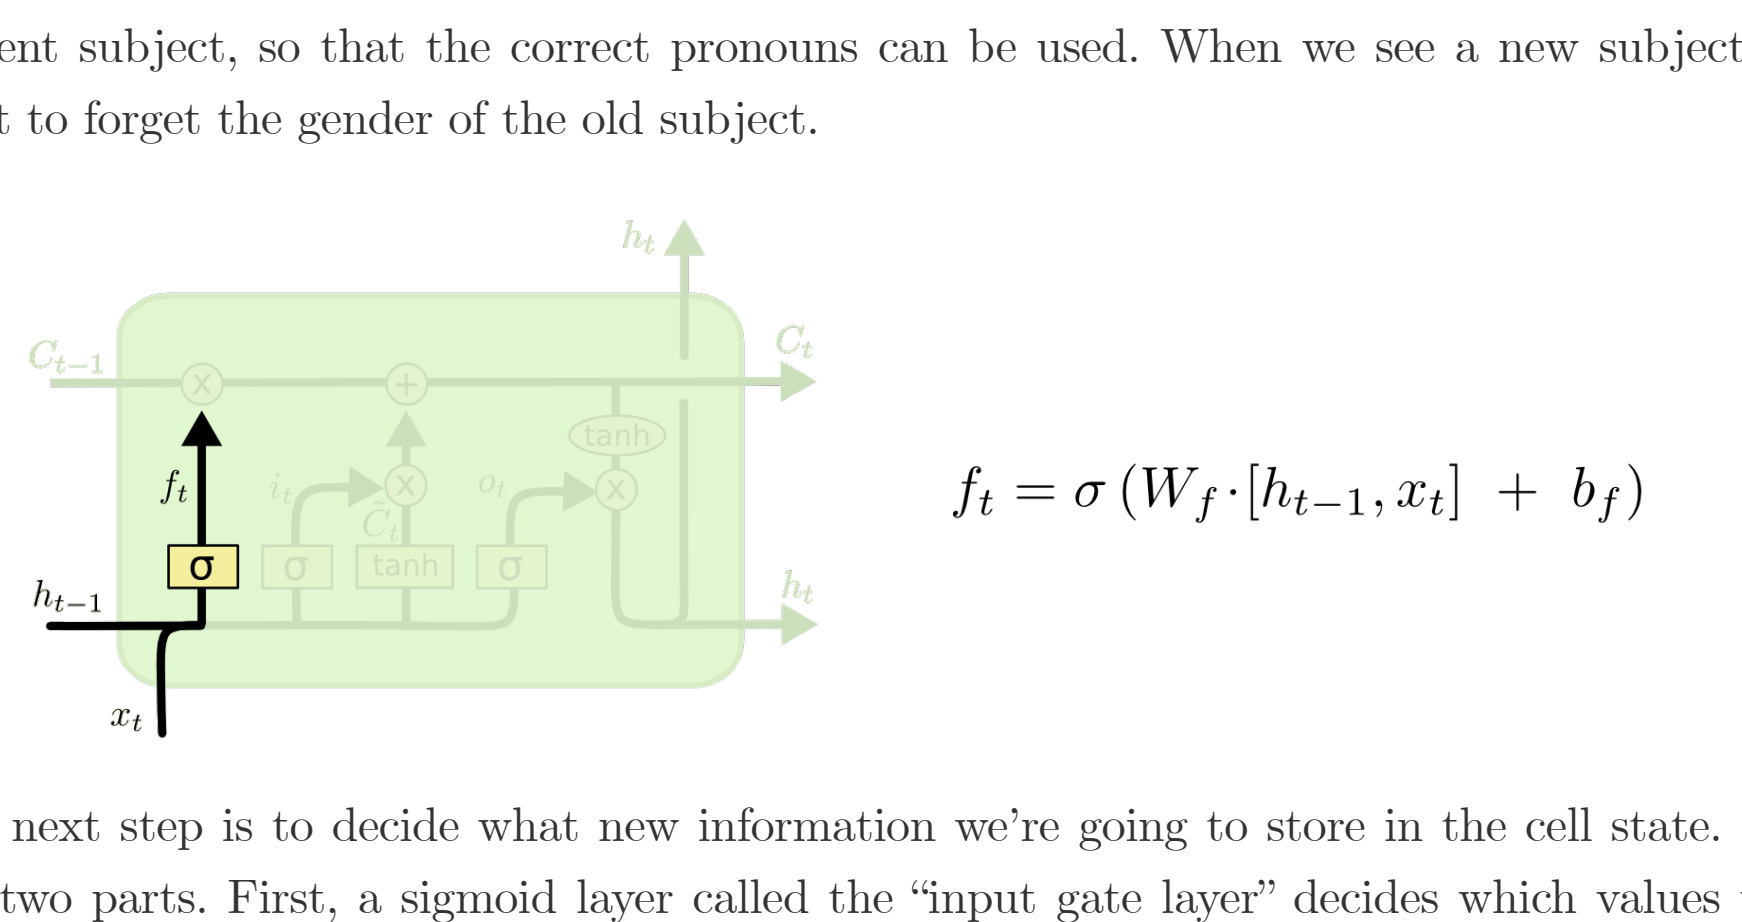 ent subject, so that the correct pronouns can be used. When we see a new subject
t to forget the gender of the old subject.
h_t
C_{t-1}
C_t
x
+
tanh
f_t
i_t
x
o_t
x
C̃_t
σ
σ
tanh
σ
h_{t-1}
h_t
x_t
f_t = σ (W_f · [h_{t-1}, x_t] + b_f)
next step is to decide what new information we're going to store in the cell state.
two parts. First, a sigmoid layer called the “input gate layer” decides which values